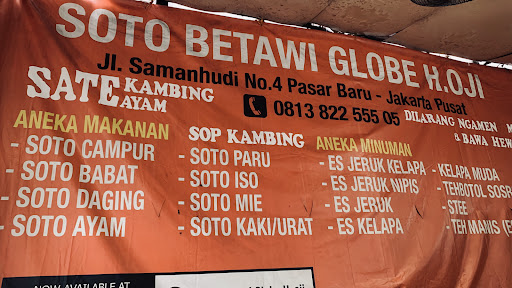 SOTO BETAWI GLOBE H.OJI
Jl. Samanhudi No.4 Pasar Baru - Jakarta Pusat
0813 822 555 05
SATE KAMBING
AYAM
DILARANG NGAMEN
& BAWA HEW
ANEKA MAKANAN
- SOTO CAMPUR
- SOTO BABAT
- SOTO DAGING
- SOTO AYAM
SOP KAMBING
- SOTO PARU
- SOTO ISO
- SOTO MIE
- SOTO KAKI/URAT
ANEKA MINUMAN
- ES JERUK KELAPA
- ES JERUK NIPIS
- ES JERUK
- ES KELAPA
- KELAPA MUDA
- TEHBOTOL SOSR
- STEE
- TEH MANIS (E
NOW AVAILABLE AT